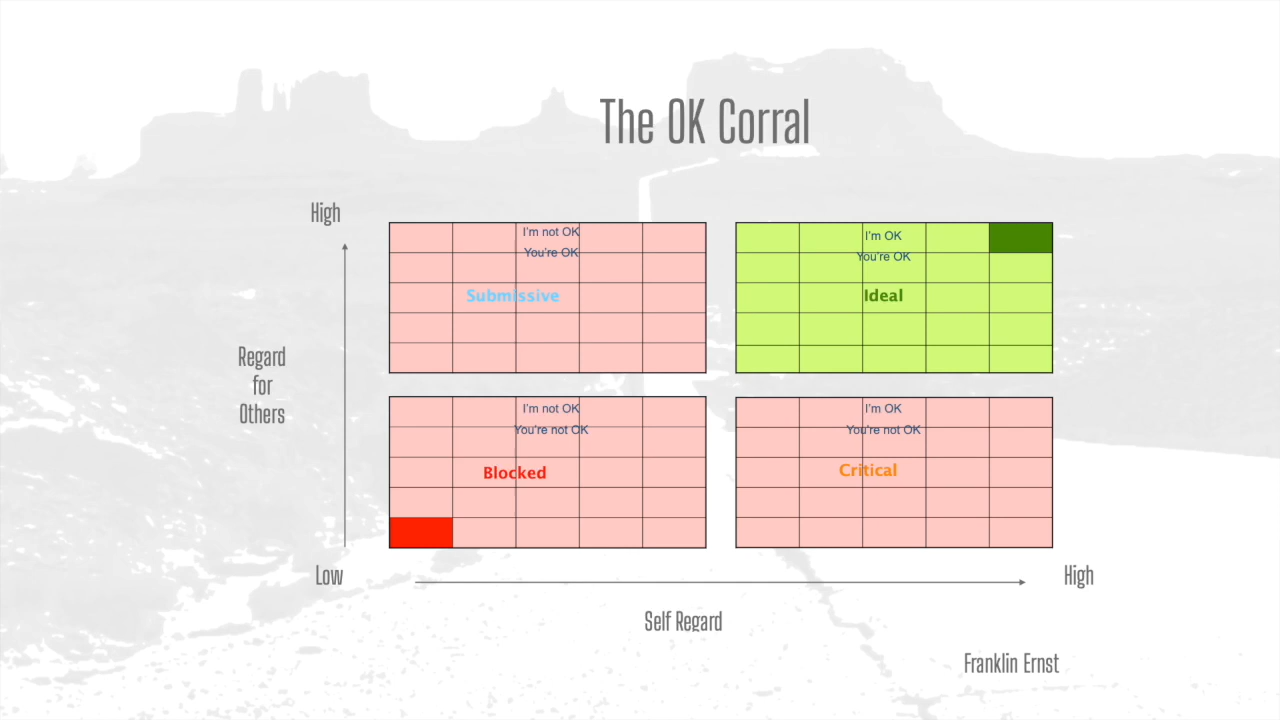 The OK Corral
High
I'm not OK
You're OK
Submissive
I'm OK
You're OK
Ideal
Regard
for
Others
I'm not OK
You're not OK
Blocked
I'm OK
You're not OK
Critical
Low
High
Self Regard
Franklin Ernst